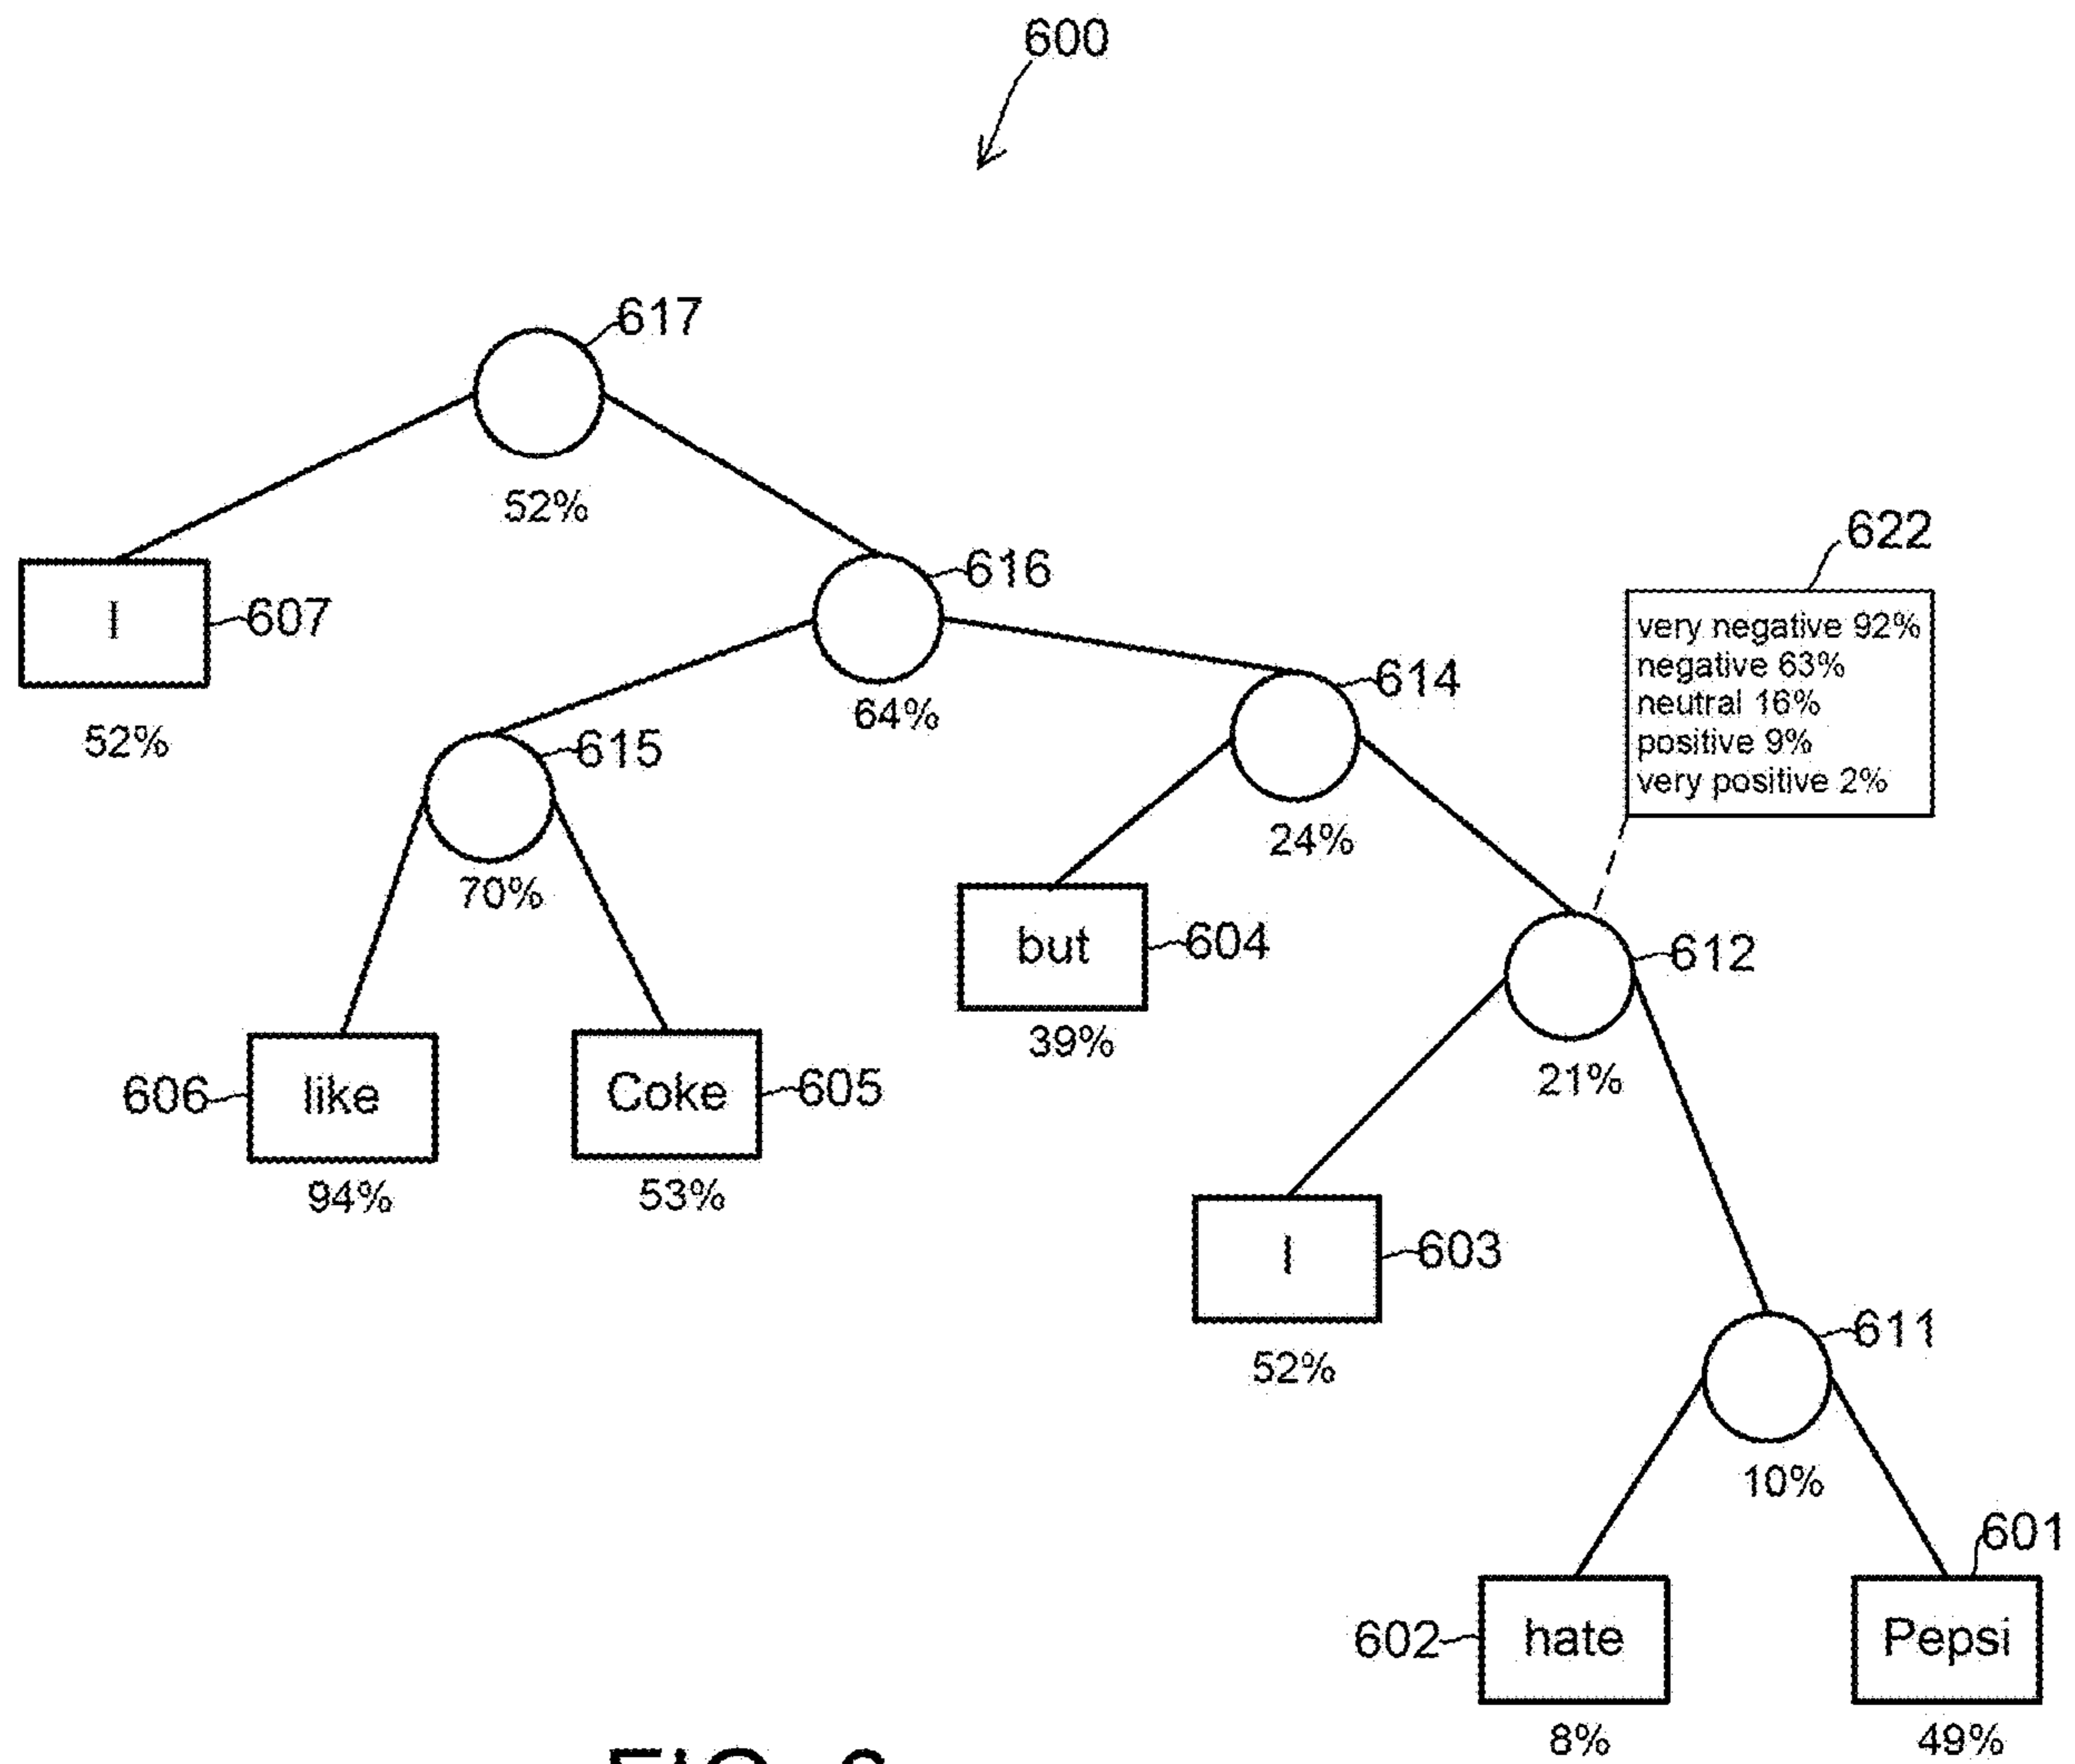 600
617
52%
I
607
52%
616
64%
622
very negative 92%
negative 63%
neutral 16%
positive 9%
very positive 2%
614
24%
615
70%
but
604
39%
612
21%
606
like
94%
Coke
605
53%
I
603
52%
611
10%
601
602
hate
8%
Pepsi
49%